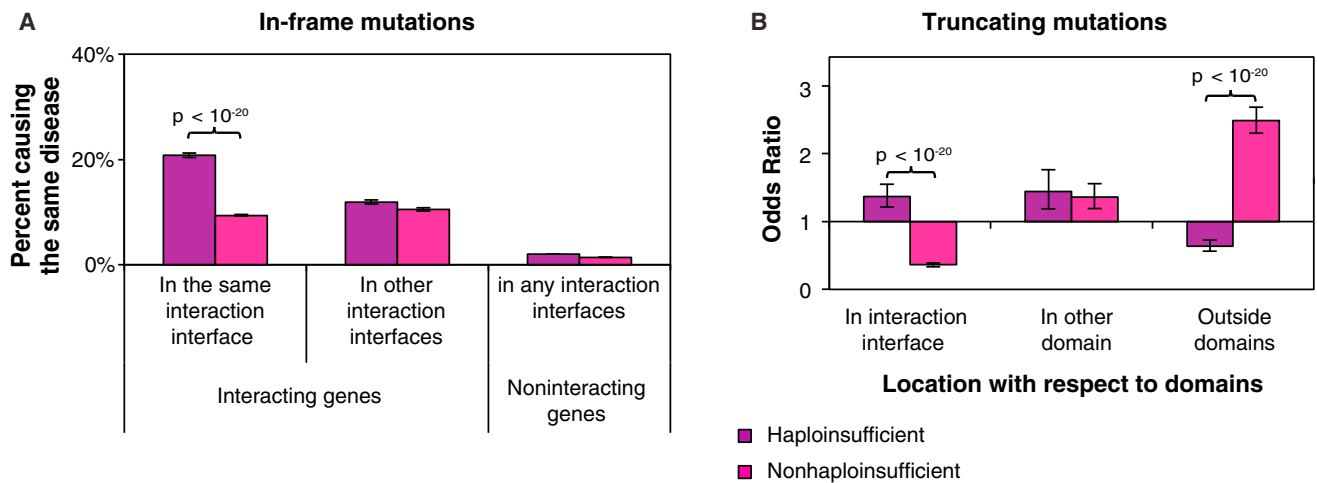 A
In-frame mutations
Percent causing
the same disease
40%
20%
0%
p < 10-20
In the same
interaction
interface
In other
interaction
interfaces
in any interaction
interfaces
Interacting genes
Noninteracting
genes
B
Truncating mutations
Odds Ratio
3
2
1
0
p < 10-20
p < 10-20
In interaction
interface
In other
domain
Outside
domains
Location with respect to domains
Haploinsufficient
Nonhaploinsufficient